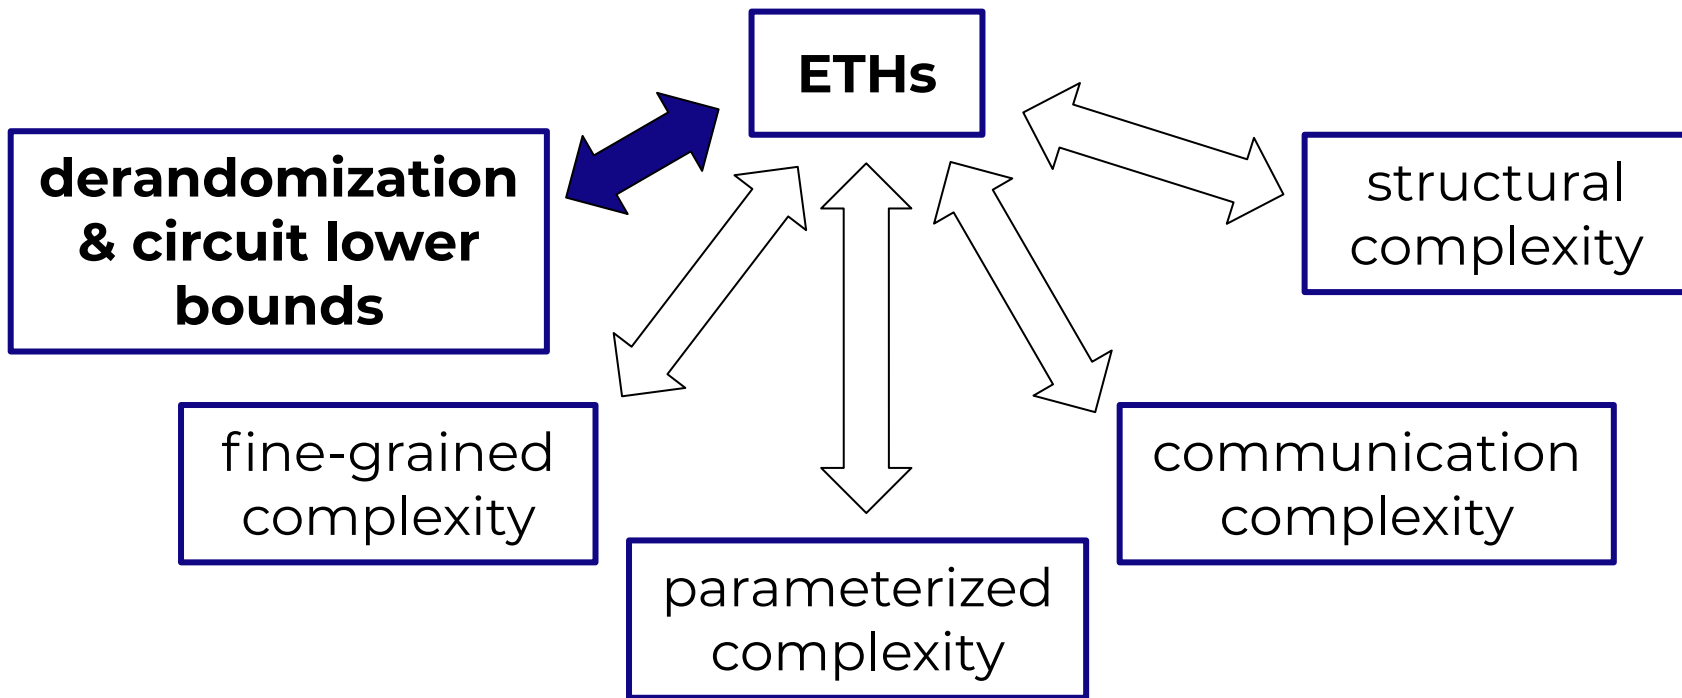 ETHs
derandomization
& circuit lower
bounds
structural
complexity
fine-grained
complexity
communication
complexity
parameterized
complexity